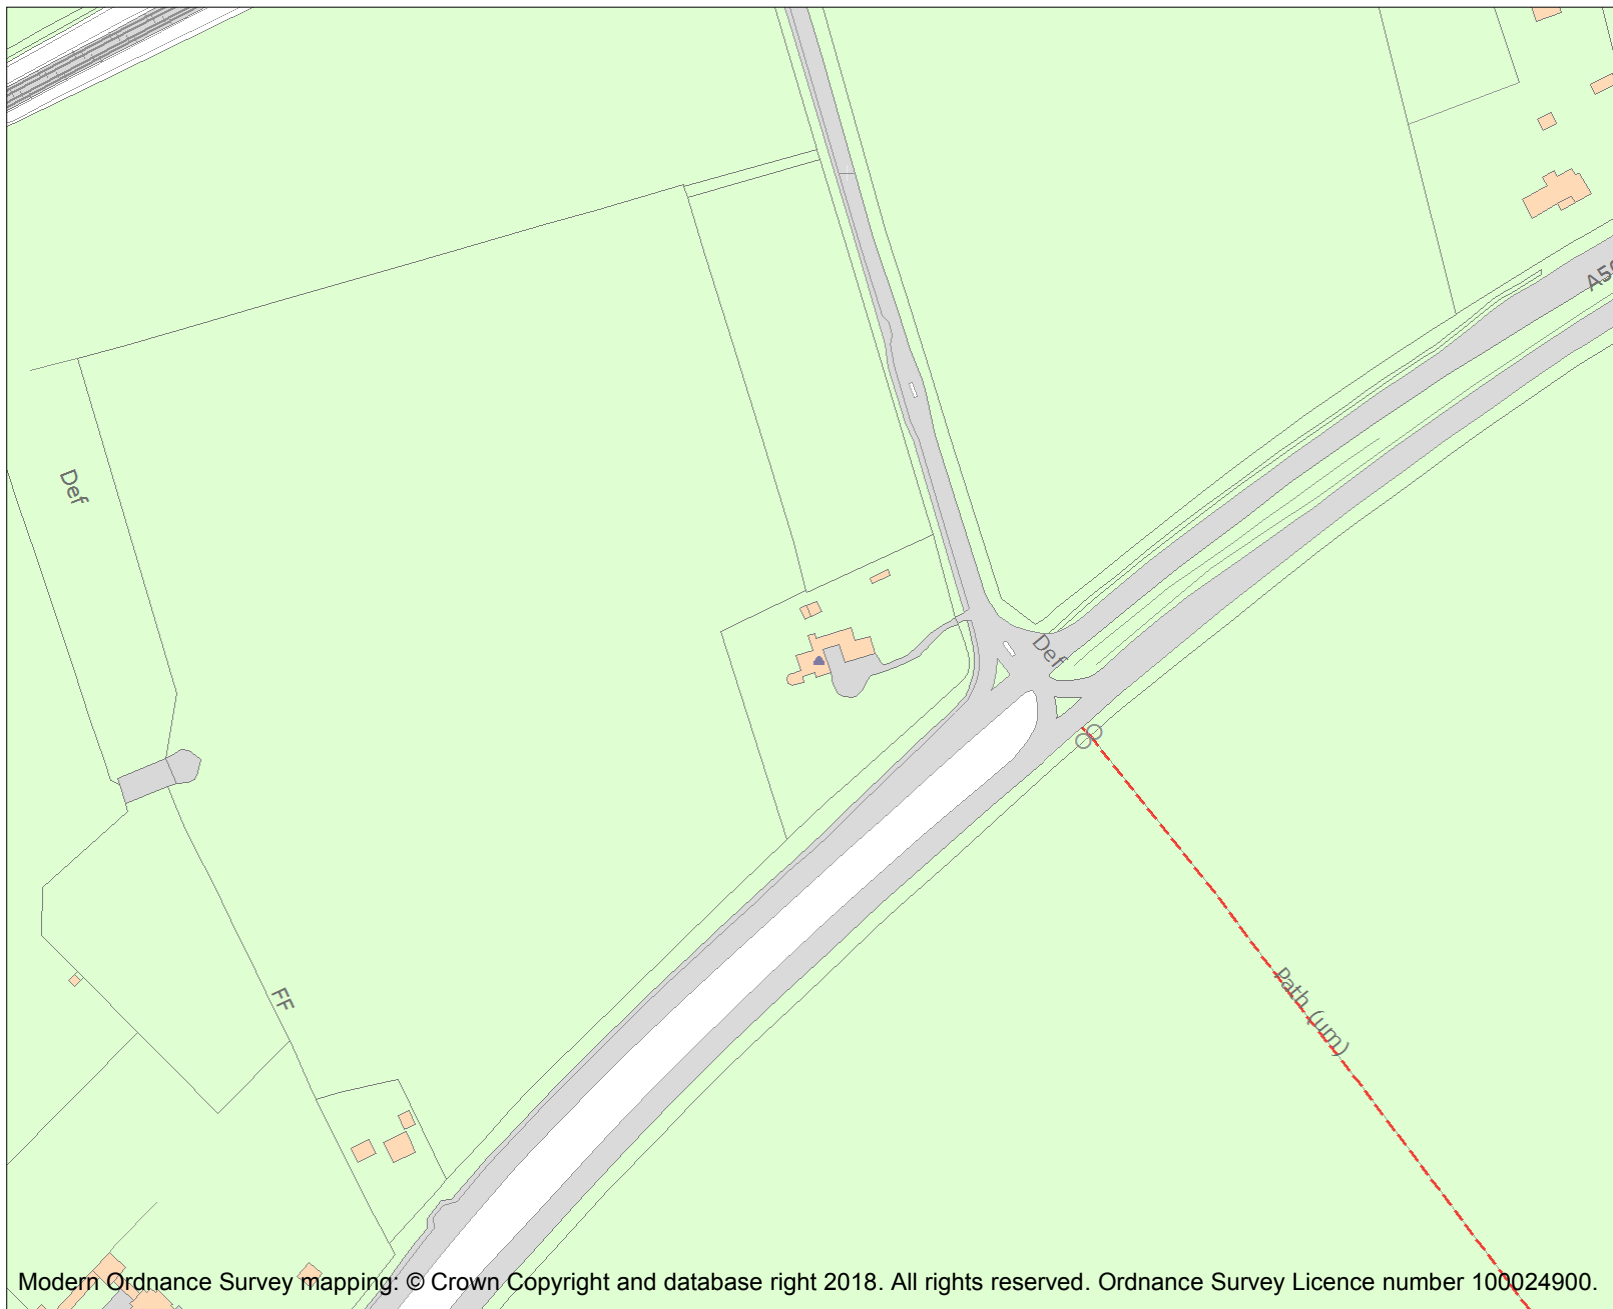 Def
Def
FF
Path (um)
Modern Ordnance Survey mapping: © Crown Copyright and database right 2018. All rights reserved. Ordnance Survey Licence number 100024900.